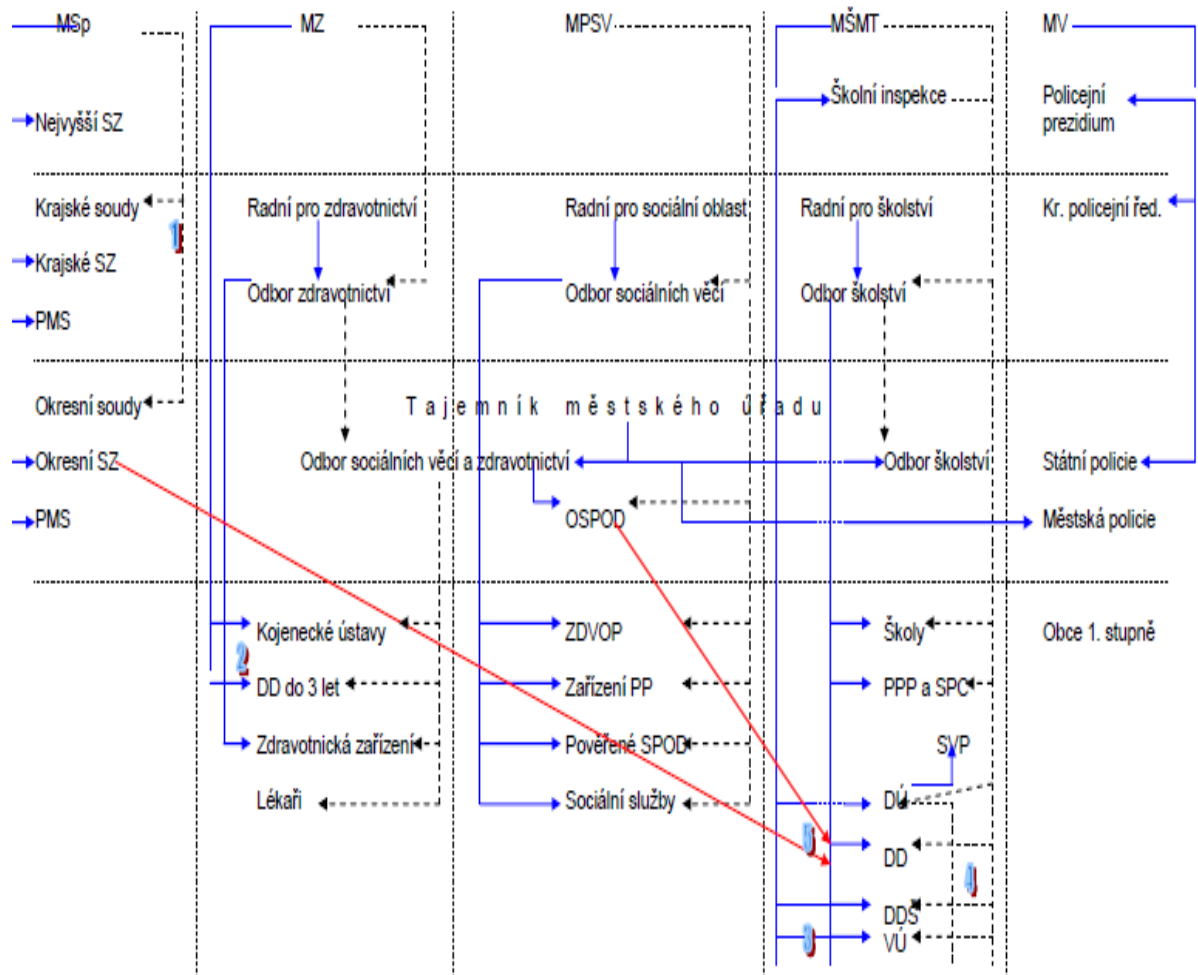 MSp MZ MPSV MŠMT MV
Školní inspekce Policejní
prezidium
Nejvyšší SZ
Krajské soudy Radní pro zdravotnictví Radní pro sociální oblast Radní pro školství Kr. policejní řed.
1
Krajské SZ
Odbor zdravotnictví Odbor sociálních věcí Odbor školství
PMS
Okresní soudy Tajemník městského úřadu
Okresní SZ Odbor sociálních věcí a zdravotnictví Odbor školství Státní policie
PMS OSPOD Městská policie
Kojenecké ústavy ZDVOP Školy Obce 1. stupně
2
DD do 3 let Zařízení PP PPP a SPC
Zdravotnická zařízení Pověřené SPOD SVP
Lékaři Sociální služby DÚ
5
DD
4
DDŠ
3 VÚ